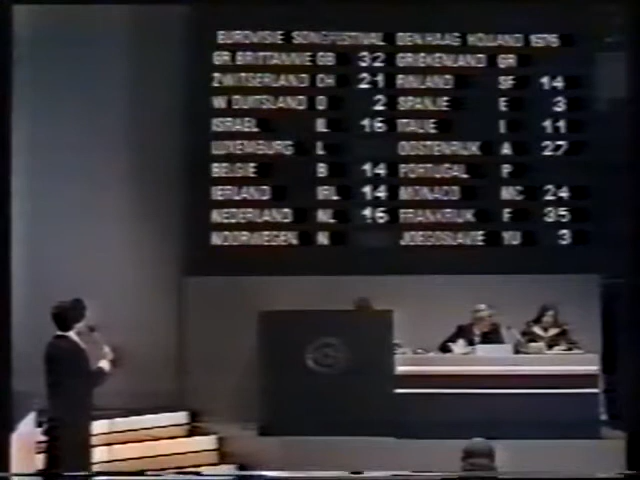 EUROVISIE SONGFESTIVAL DEN HAAG HOLLAND 1976
GR.BRITTANNIE GB 32 GRIEKENLAND GR
ZWITSERLAND CH 21 FINLAND SF 14
W DUITSLAND D 2 SPANJE E 3
ISRAEL IL 16 ITALIE I 11
LUXEMBURG L OOSTENRIJK A 27
BELGIE B 14 PORTUGAL P
IERLAND IRL 14 MONACO MC 24
NEDERLAND NL 16 FRANKRIJK F 35
NOORWEGEN N JOEGOSLAVIE YU 3